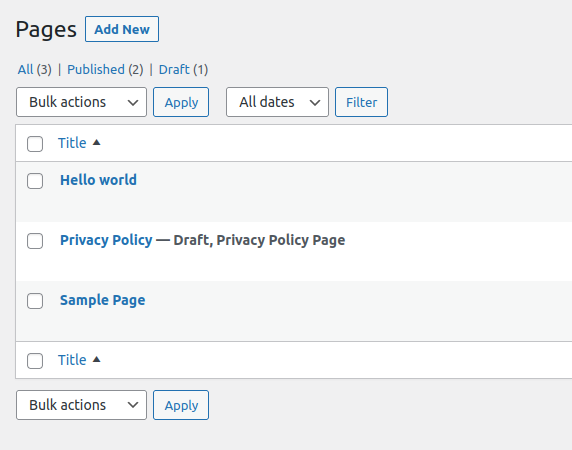 Pages Add New
All (3) | Published (2) | Draft (1)
Bulk actions Apply All dates Filter
Title
Hello world
Privacy Policy — Draft, Privacy Policy Page
Sample Page
Title
Bulk actions Apply